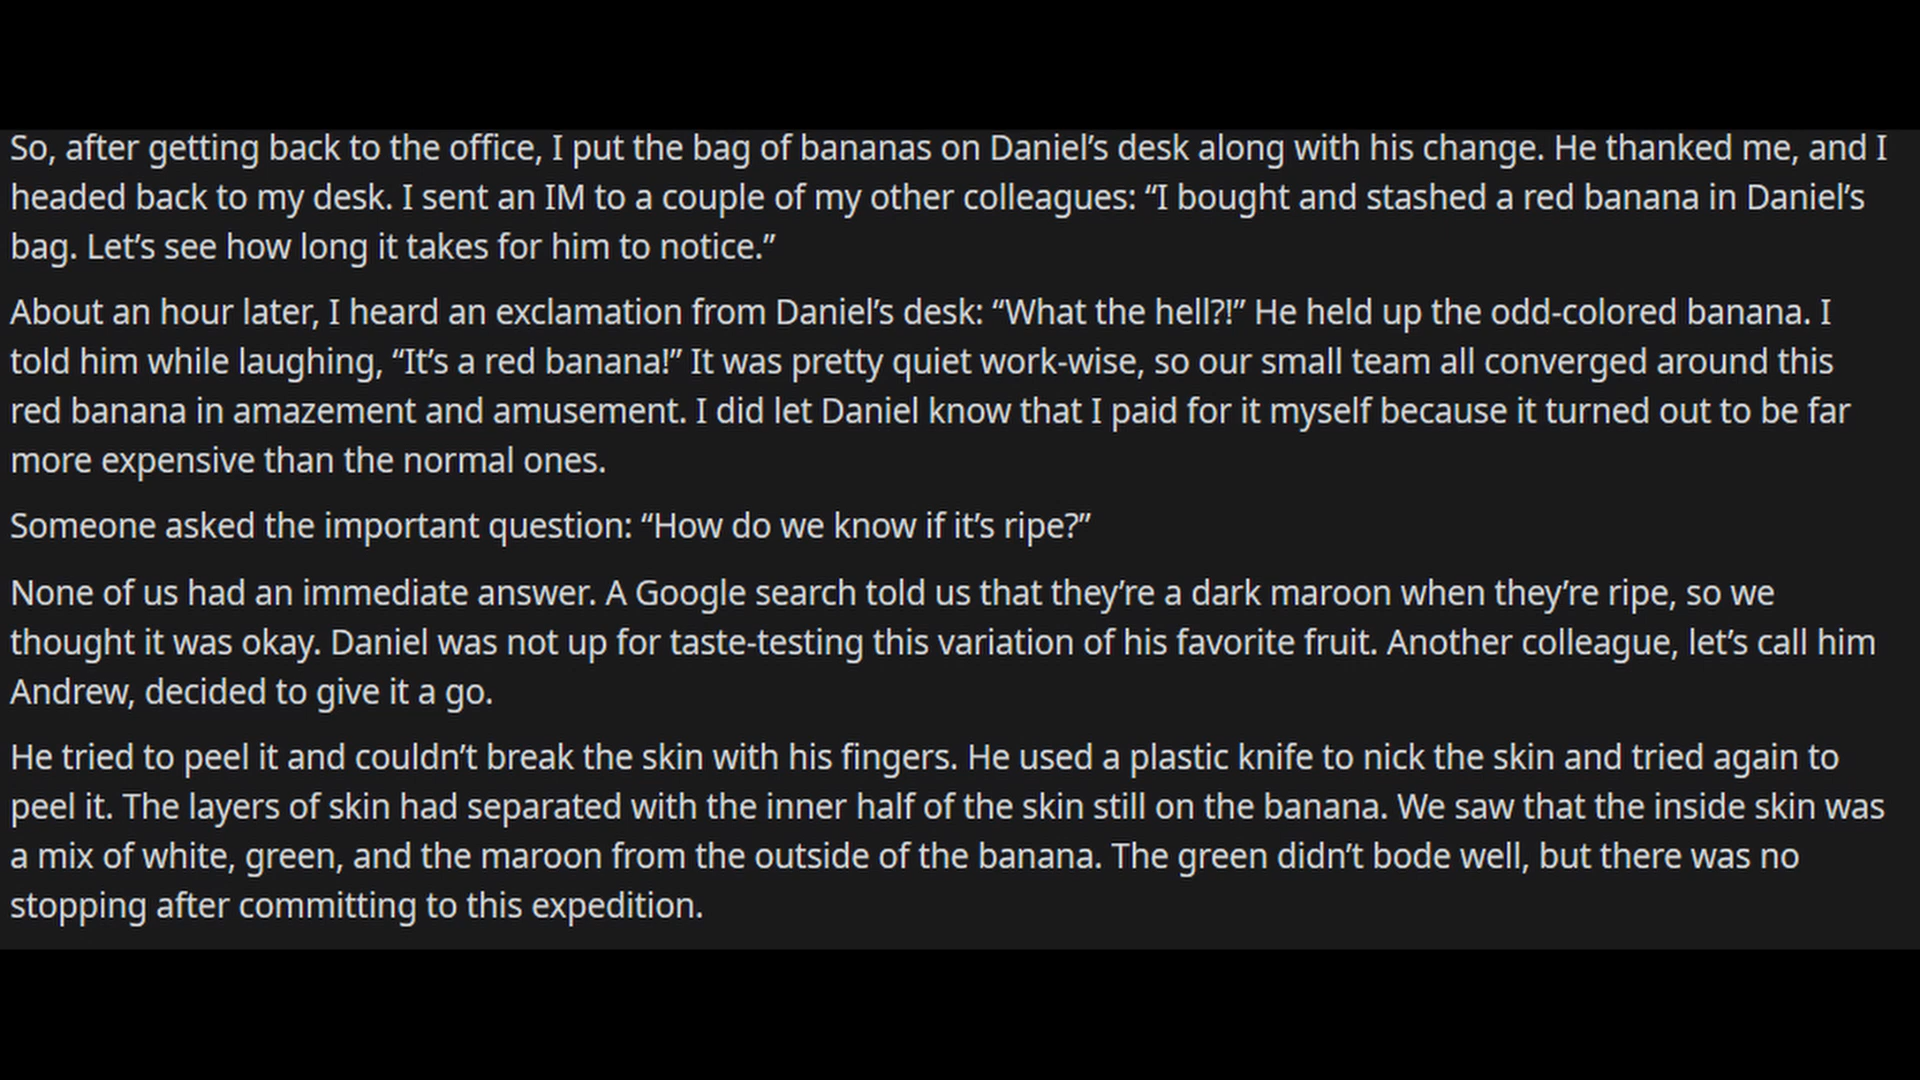 So, after getting back to the office, I put the bag of bananas on Daniel’s desk along with his change. He thanked me, and I
headed back to my desk. I sent an IM to a couple of my other colleagues: “I bought and stashed a red banana in Daniel’s
bag. Let’s see how long it takes for him to notice.”
About an hour later, I heard an exclamation from Daniel’s desk: “What the hell?!” He held up the odd-colored banana. I
told him while laughing, “It’s a red banana!” It was pretty quiet work-wise, so our small team all converged around this
red banana in amazement and amusement. I did let Daniel know that I paid for it myself because it turned out to be far
more expensive than the normal ones.
Someone asked the important question: “How do we know if it’s ripe?”
None of us had an immediate answer. A Google search told us that they’re a dark maroon when they’re ripe, so we
thought it was okay. Daniel was not up for taste-testing this variation of his favorite fruit. Another colleague, let’s call him
Andrew, decided to give it a go.
He tried to peel it and couldn’t break the skin with his fingers. He used a plastic knife to nick the skin and tried again to
peel it. The layers of skin had separated with the inner half of the skin still on the banana. We saw that the inside skin was
a mix of white, green, and the maroon from the outside of the banana. The green didn’t bode well, but there was no
stopping after committing to this expedition.